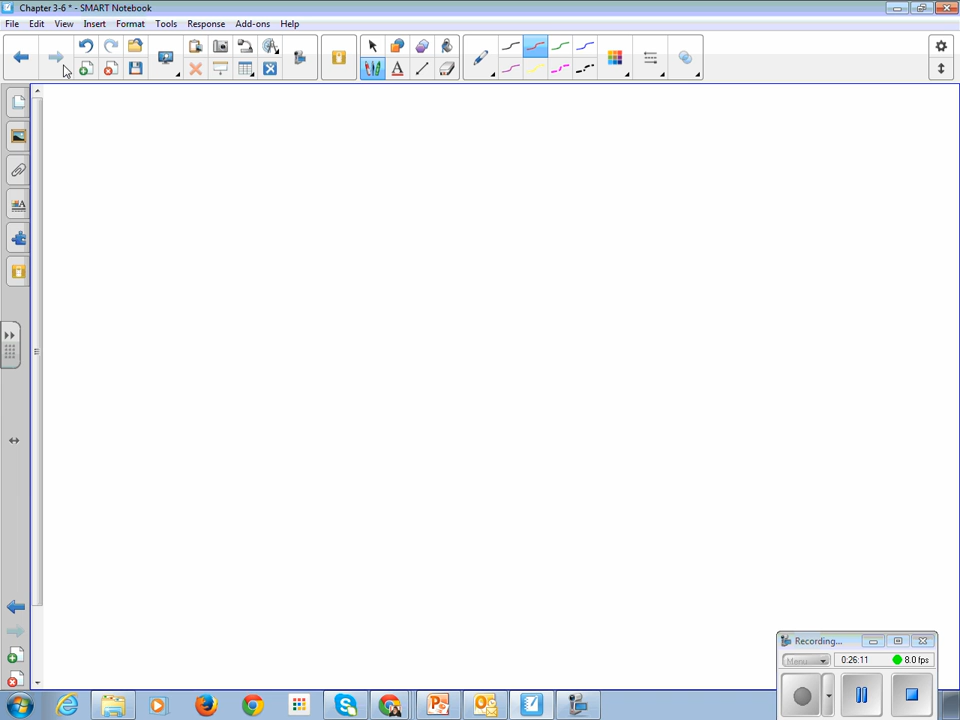 Chapter 3-6 * - SMART Notebook
File Edit View Insert Format Tools Response Add-ons Help
Recording...
Menu 0:26:11 8.0 fps